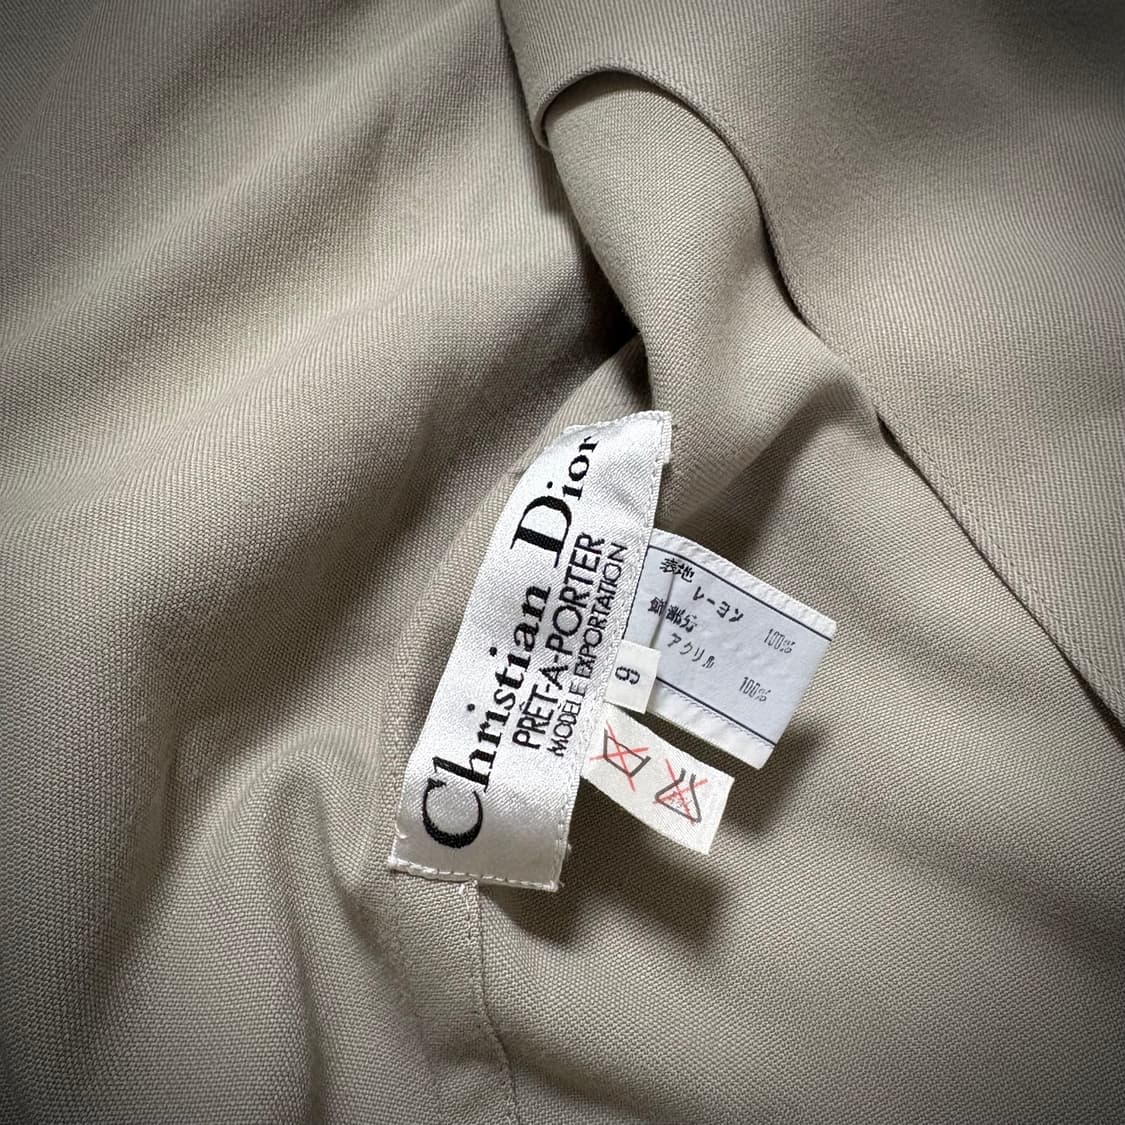 Christian Dior
PRÊT-A-PORTER
MODÈLE EXPORTATION
表地
レーヨン 100%
飾部分
アクリル 100%
9